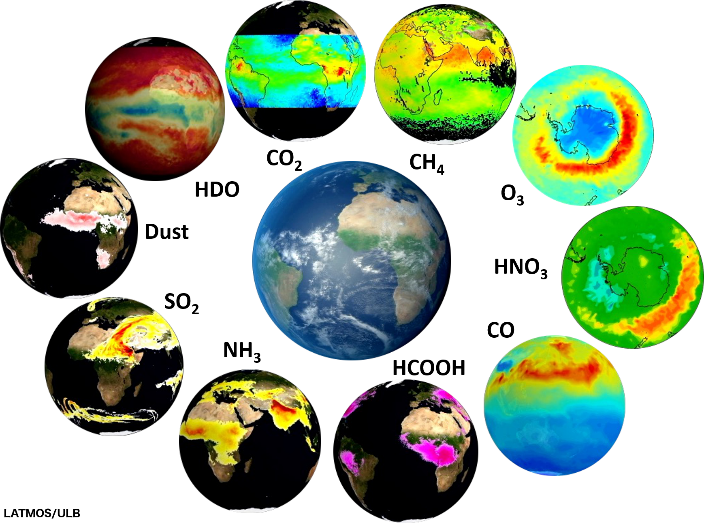 CO₂
CH₄
HDO
O₃
Dust
HNO₃
SO₂
CO
NH₃
HCOOH
LATMOS/ULB